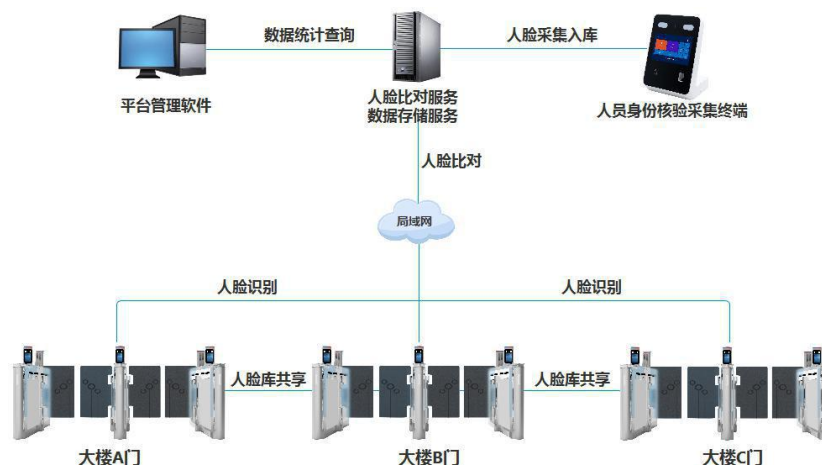 数据统计查询
人脸采集入库
平台管理软件
人脸比对服务
数据存储服务
人员身份核验采集终端
人脸比对
局域网
人脸识别
人脸识别
人脸库共享
人脸库共享
大楼A门
大楼B门
大楼C门